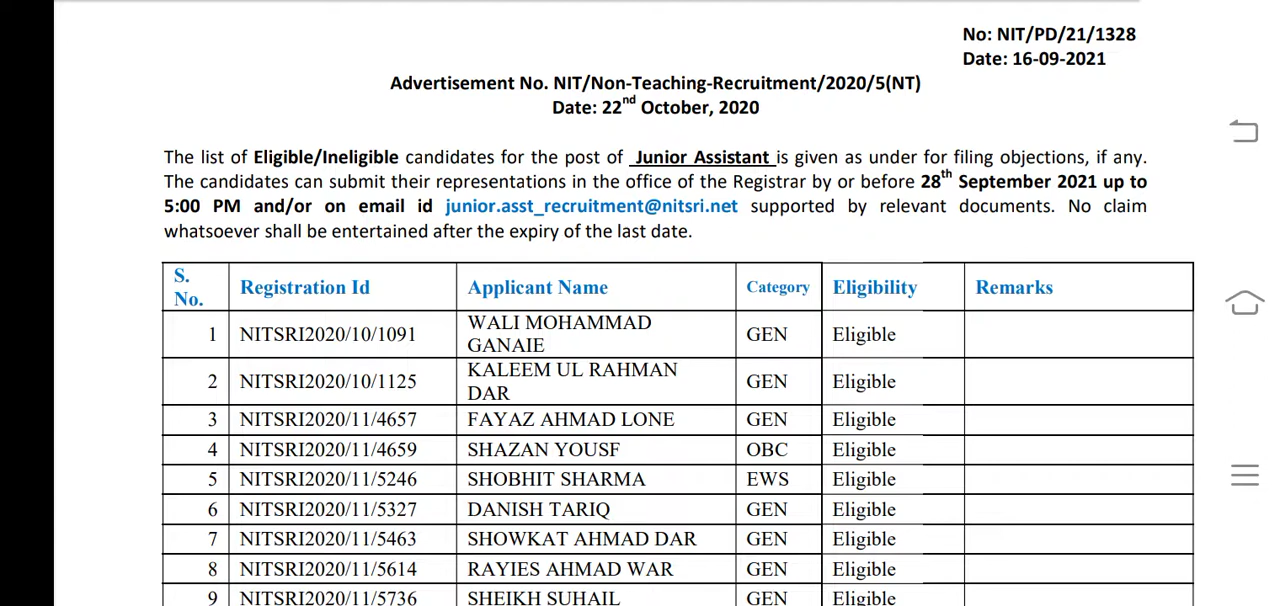 No: NIT/PD/21/1328
Date: 16-09-2021
Advertisement No. NIT/Non-Teaching-Recruitment/2020/5(NT)
Date: 22nd October, 2020
The list of Eligible/Ineligible candidates for the post of Junior Assistant is given as under for filing objections, if any.
The candidates can submit their representations in the office of the Registrar by or before 28th September 2021 up to
5:00 PM and/or on email id junior.asst_recruitment@nitsri.net supported by relevant documents. No claim
whatsoever shall be entertained after the expiry of the last date.
S. No. Registration Id Applicant Name Category Eligibility Remarks
1 NITSRI2020/10/1091 WALI MOHAMMAD GANAIE GEN Eligible
2 NITSRI2020/10/1125 KALEEM UL RAHMAN DAR GEN Eligible
3 NITSRI2020/11/4657 FAYAZ AHMAD LONE GEN Eligible
4 NITSRI2020/11/4659 SHAZAN YOUSF OBC Eligible
5 NITSRI2020/11/5246 SHOBHIT SHARMA EWS Eligible
6 NITSRI2020/11/5327 DANISH TARIQ GEN Eligible
7 NITSRI2020/11/5463 SHOWKAT AHMAD DAR GEN Eligible
8 NITSRI2020/11/5614 RAYIES AHMAD WAR GEN Eligible
9 NITSRI2020/11/5736 SHEIKH SUHAIL GEN Eligible